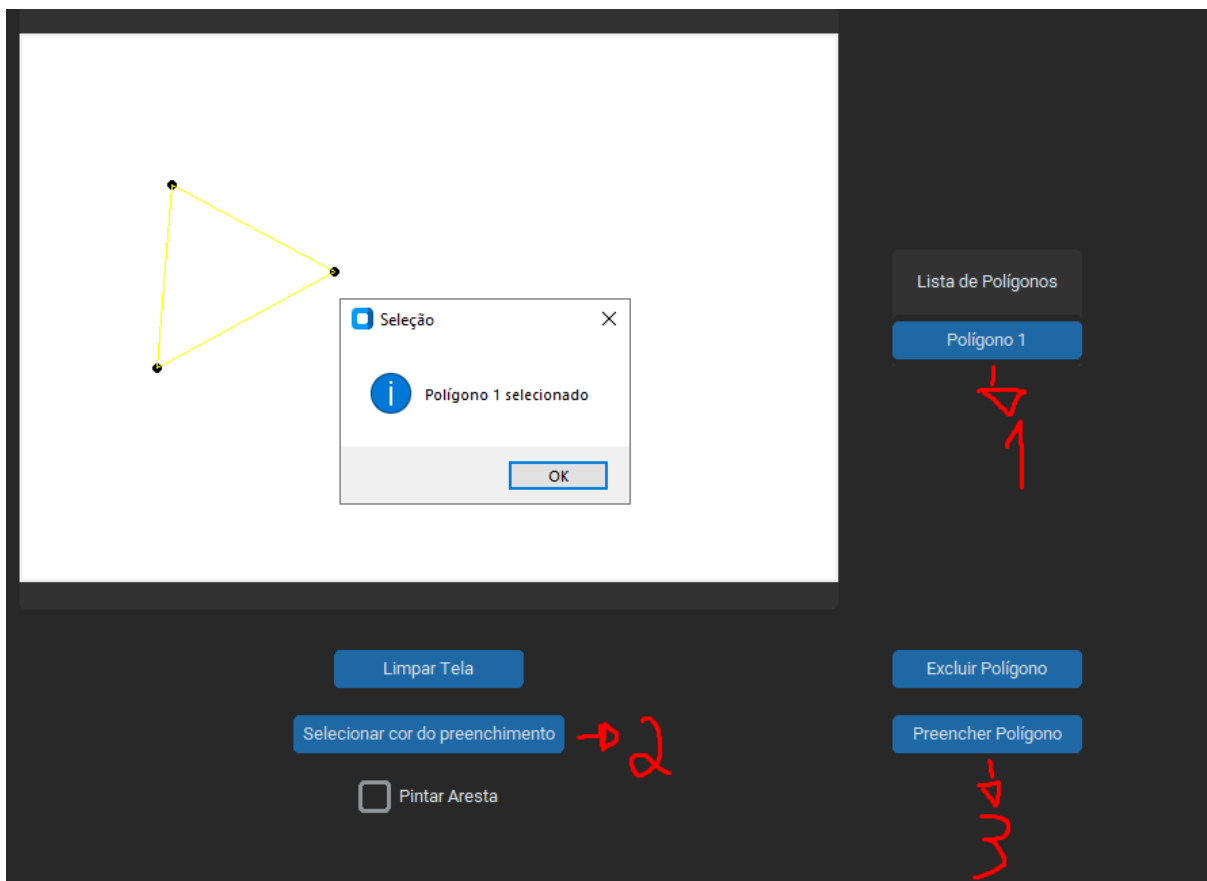 Seleção
Polígono 1 selecionado
OK
Lista de Polígonos
Polígono 1
1
Limpar Tela
Excluir Polígono
Selecionar cor do preenchimento
2
Preencher Polígono
Pintar Aresta
3